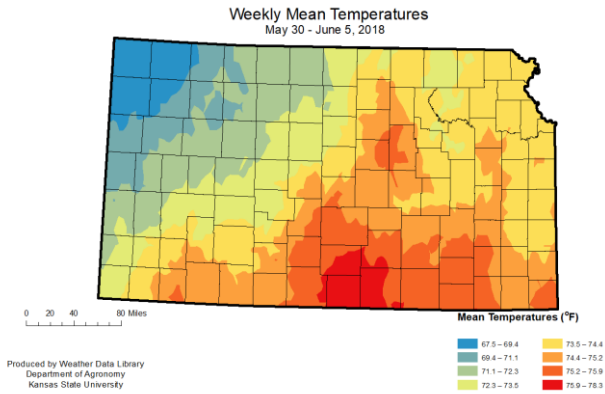 Weekly Mean Temperatures
May 30 - June 5, 2018
0 20 40 80 Miles
Mean Temperatures (°F)
67.5 – 69.4 73.5 – 74.4
69.4 – 71.1 74.4 – 75.2
71.1 – 72.3 75.2 – 75.9
72.3 – 73.5 75.9 – 78.3
Produced by Weather Data Library
Department of Agronomy
Kansas State University